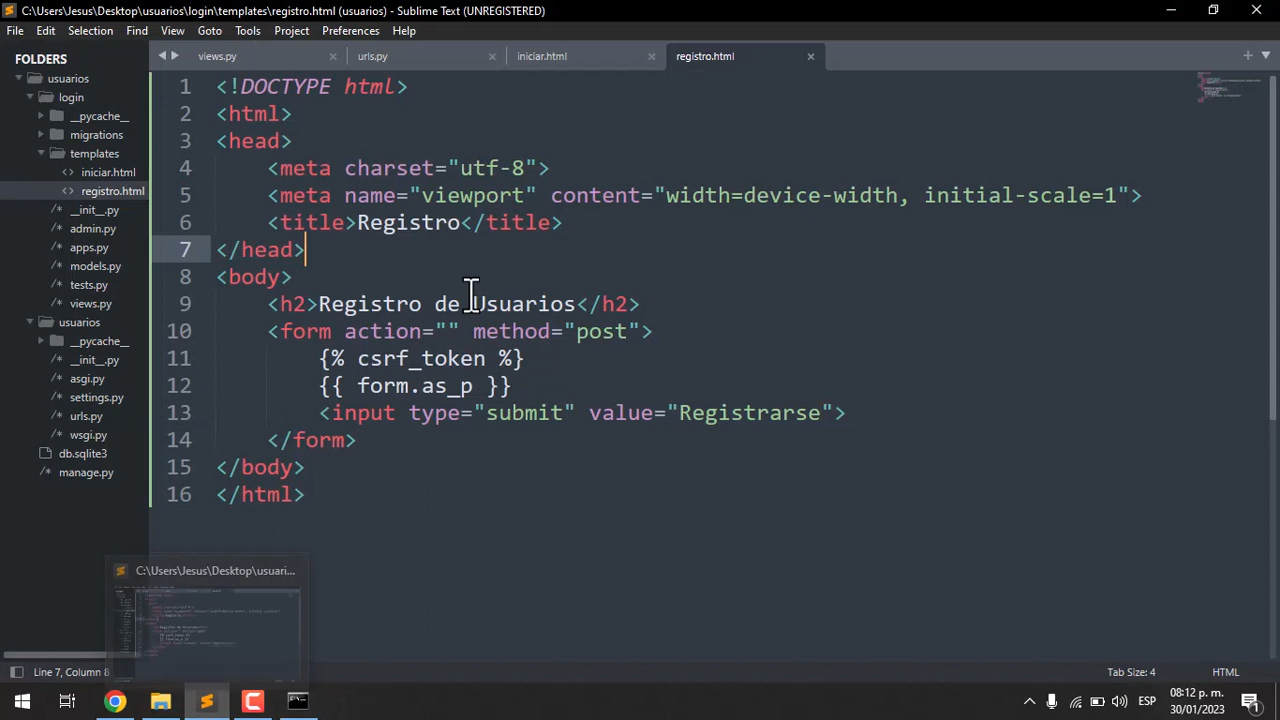 C:\Users\Jesus\Desktop\usuarios\login\templates\registro.html (usuarios) - Sublime Text (UNREGISTERED)
File Edit Selection Find View Goto Tools Project Preferences Help
FOLDERS
usuarios
login
__pycache__
migrations
templates
iniciar.html
registro.html
__init__.py
admin.py
apps.py
models.py
tests.py
views.py
usuarios
__pycache__
__init__.py
asgi.py
settings.py
urls.py
wsgi.py
db.sqlite3
manage.py
views.py urls.py iniciar.html registro.html
1 <!DOCTYPE html>
2 <html>
3 <head>
4 <meta charset="utf-8">
5 <meta name="viewport" content="width=device-width, initial-scale=1">
6 <title>Registro</title>
7 </head>
8 <body>
9 <h2>Registro de Usuarios</h2>
10 <form action="" method="post">
11 {% csrf_token %}
12 {{ form.as_p }}
13 <input type="submit" value="Registrarse">
14 </form>
15 </body>
16 </html>
C:\Users\Jesus\Desktop\usuari...
Line 7, Column 8 Tab Size: 4 HTML
ESP
08:12 p. m.
30/01/2023
1